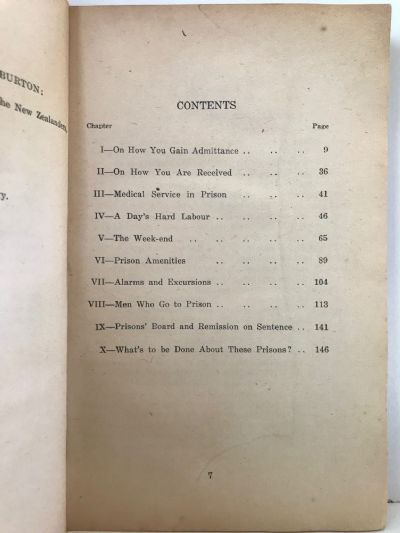 BURTON:
he New Zealanders,
y.
CONTENTS
Chapter Page
I—On How You Gain Admittance .. .. .. 9
II—On How You Are Received .. .. .. 36
III—Medical Service in Prison .. .. .. 41
IV—A Day's Hard Labour .. .. .. .. 46
V—The Week-end .. .. .. .. .. 65
VI—Prison Amenities .. .. .. .. 89
VII—Alarms and Excursions .. .. .. .. 104
VIII—Men Who Go to Prison .. .. .. .. 113
IX—Prisons' Board and Remission on Sentence .. 141
X—What's to be Done About These Prisons? .. 146
7